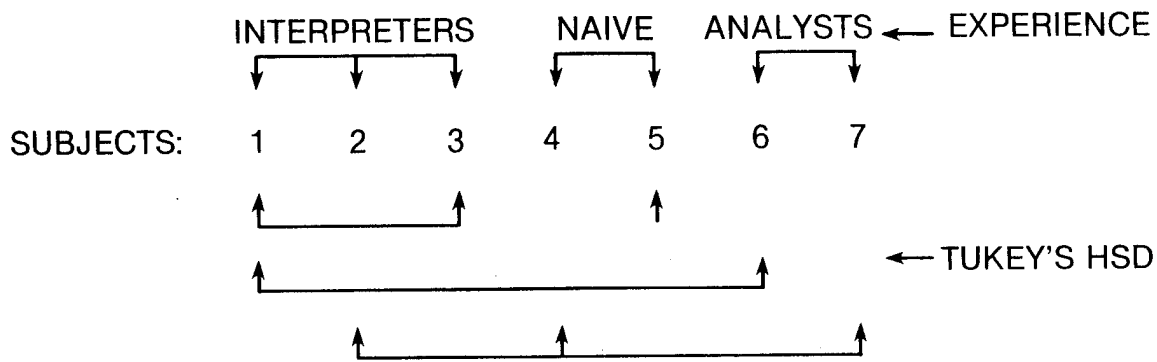 INTERPRETERS NAIVE ANALYSTS EXPERIENCE
SUBJECTS: 1 2 3 4 5 6 7
TUKEY'S HSD